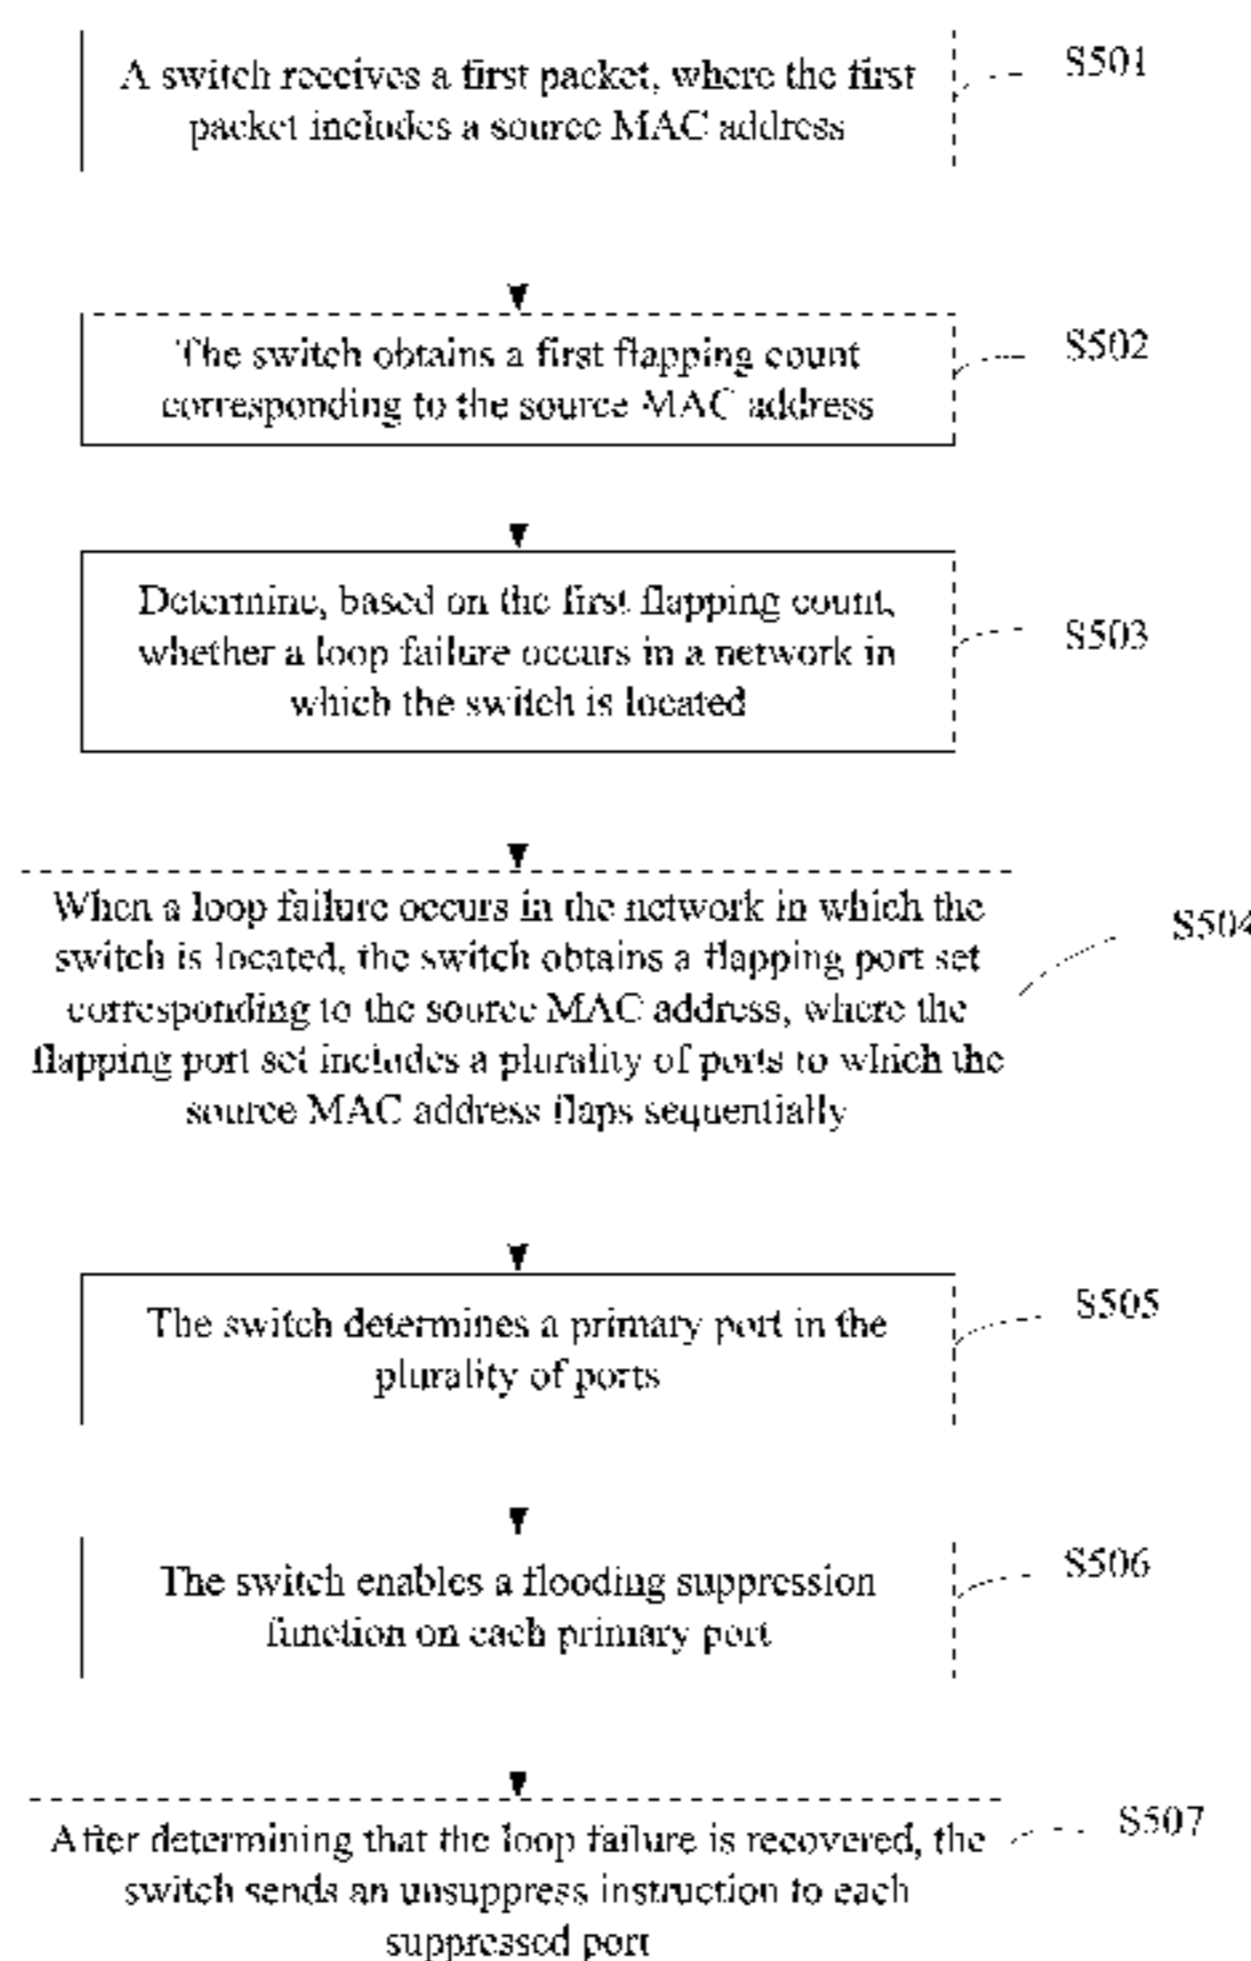 A switch receives a first packet, where the first
packet includes a source MAC address
S501
The switch obtains a first flapping count
corresponding to the source MAC address
S502
Determine, based on the first flapping count,
whether a loop failure occurs in a network in
which the switch is located
S503
When a loop failure occurs in the network in which the
switch is located, the switch obtains a flapping port set
corresponding to the source MAC address, where the
flapping port set includes a plurality of ports to which the
source MAC address flaps sequentially
S504
The switch determines a primary port in the
plurality of ports
S505
The switch enables a flooding suppression
function on each primary port
S506
After determining that the loop failure is recovered, the
switch sends an unsuppress instruction to each
suppressed port
S507